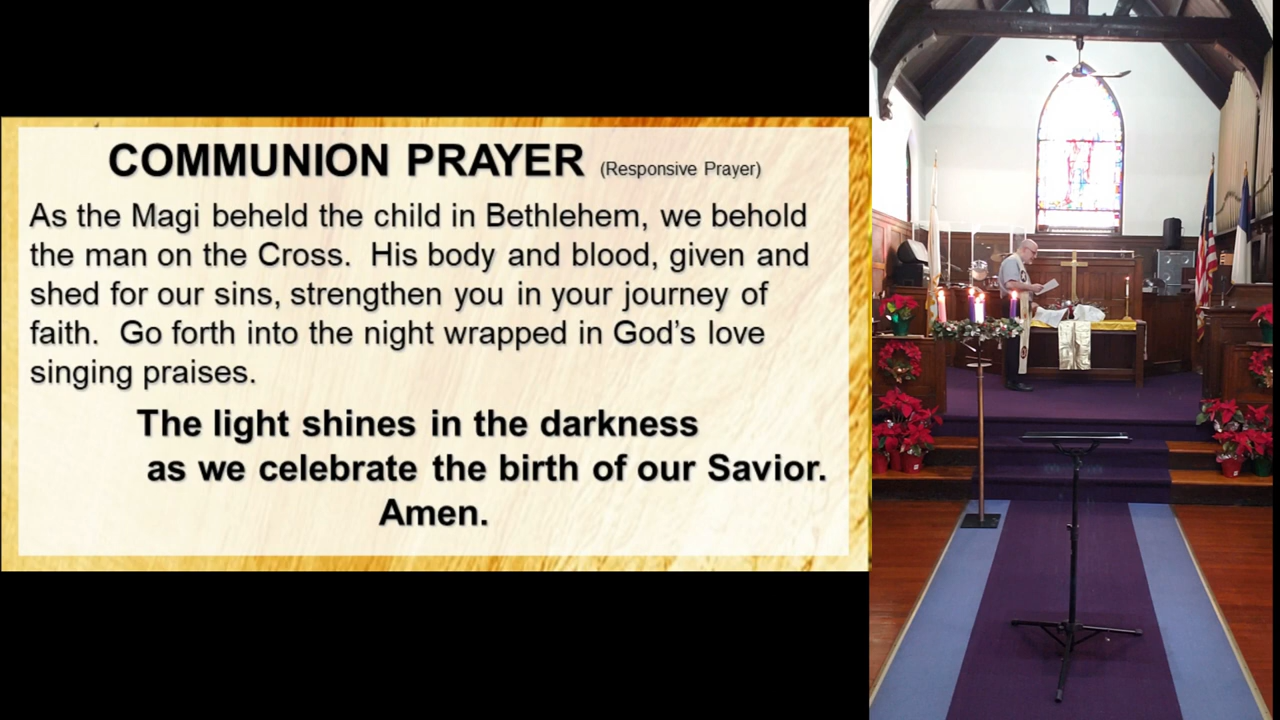 COMMUNION PRAYER (Responsive Prayer)
As the Magi beheld the child in Bethlehem, we behold
the man on the Cross.  His body and blood, given and
shed for our sins, strengthen you in your journey of
faith.  Go forth into the night wrapped in God’s love
singing praises.
The light shines in the darkness
as we celebrate the birth of our Savior.
Amen.